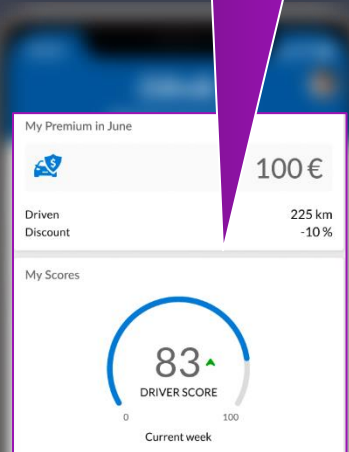 My Premium in June
100 €
Driven 225 km
Discount -10 %
My Scores
83
DRIVER SCORE
0 100
Current week